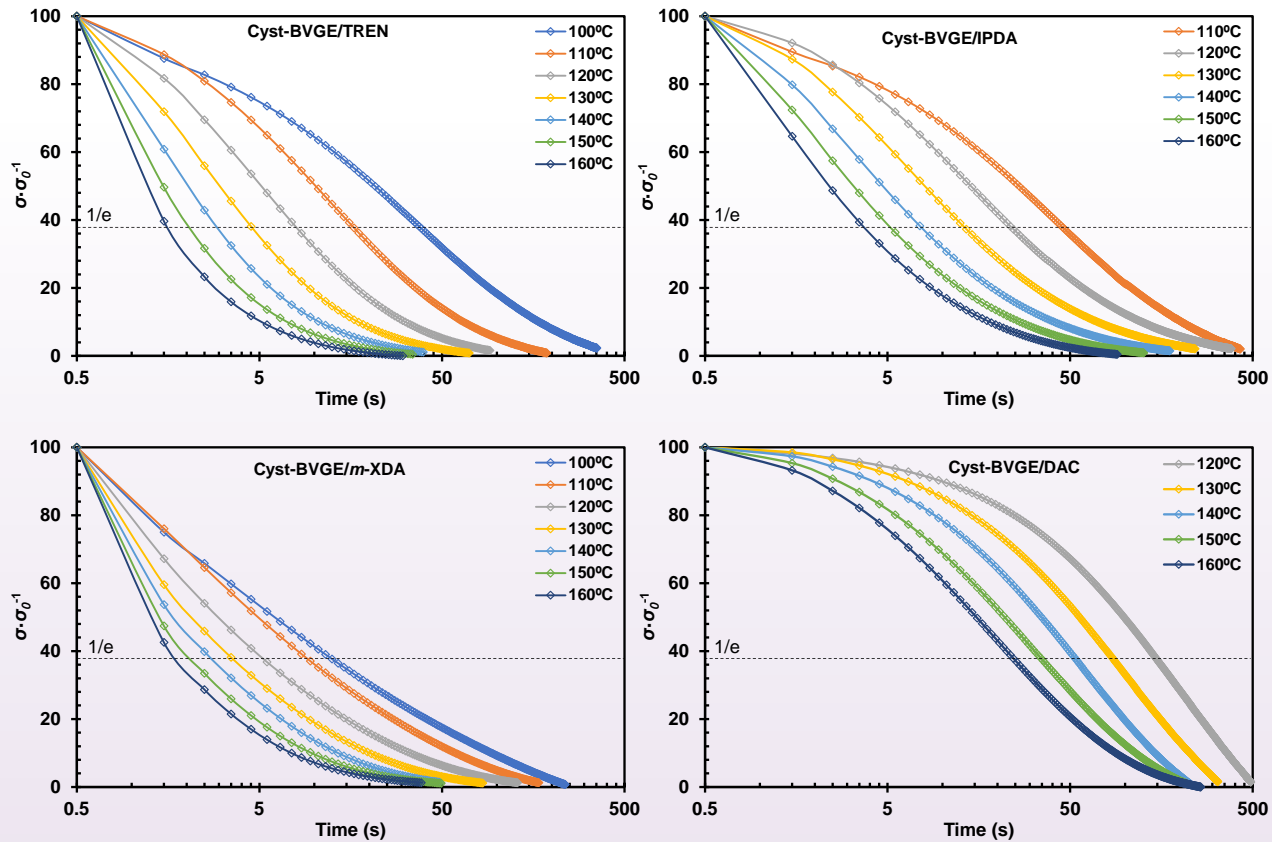 Cyst-BVGE/TREN
100ºC
110ºC
120ºC
130ºC
140ºC
150ºC
160ºC
100
80
60
40
20
0
1/e
σ·σ0-1
0.5
5
50
500
Time (s)
Cyst-BVGE/IPDA
110ºC
120ºC
130ºC
140ºC
150ºC
160ºC
100
80
60
40
20
0
1/e
σ·σ0-1
0.5
5
50
500
Time (s)
Cyst-BVGE/m-XDA
100ºC
110ºC
120ºC
130ºC
140ºC
150ºC
160ºC
100
80
60
40
20
0
1/e
σ·σ0-1
0.5
5
50
500
Time (s)
Cyst-BVGE/DAC
120ºC
130ºC
140ºC
150ºC
160ºC
100
80
60
40
20
0
1/e
σ·σ0-1
0.5
5
50
500
Time (s)